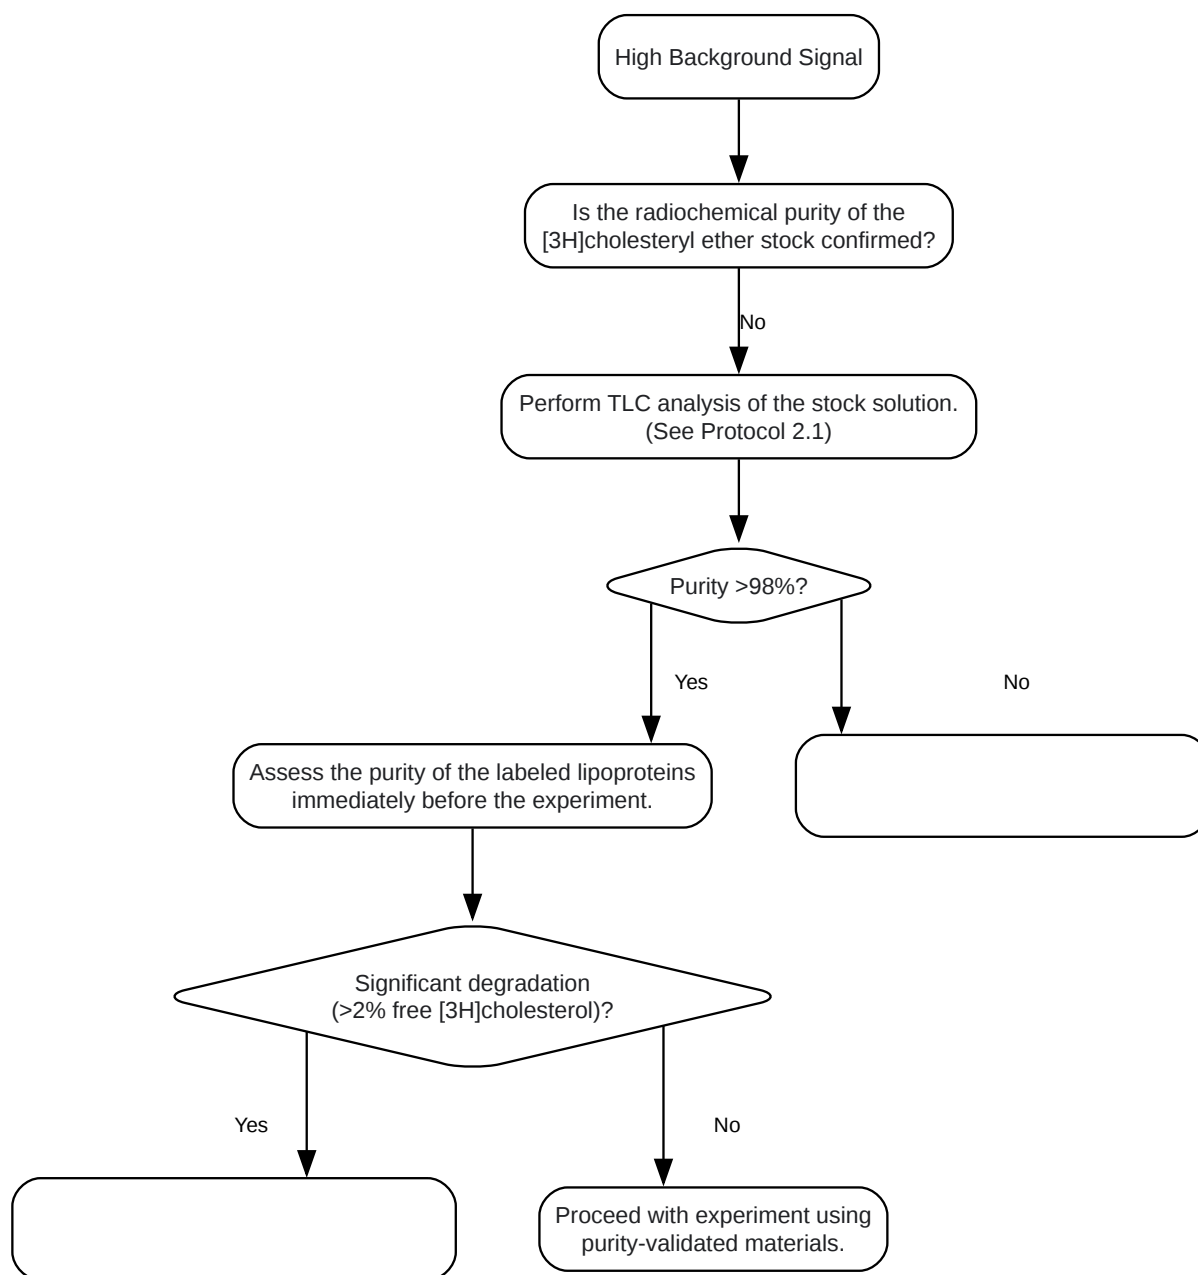 High Background Signal
Is the radiochemical purity of the
[3H]cholesteryl ether stock confirmed?
No
Perform TLC analysis of the stock solution.
(See Protocol 2.1)
Purity >98%?
Yes
No
Assess the purity of the labeled lipoproteins
immediately before the experiment.
Significant degradation
(>2% free [3H]cholesterol)?
Yes
No
Proceed with experiment using
purity-validated materials.